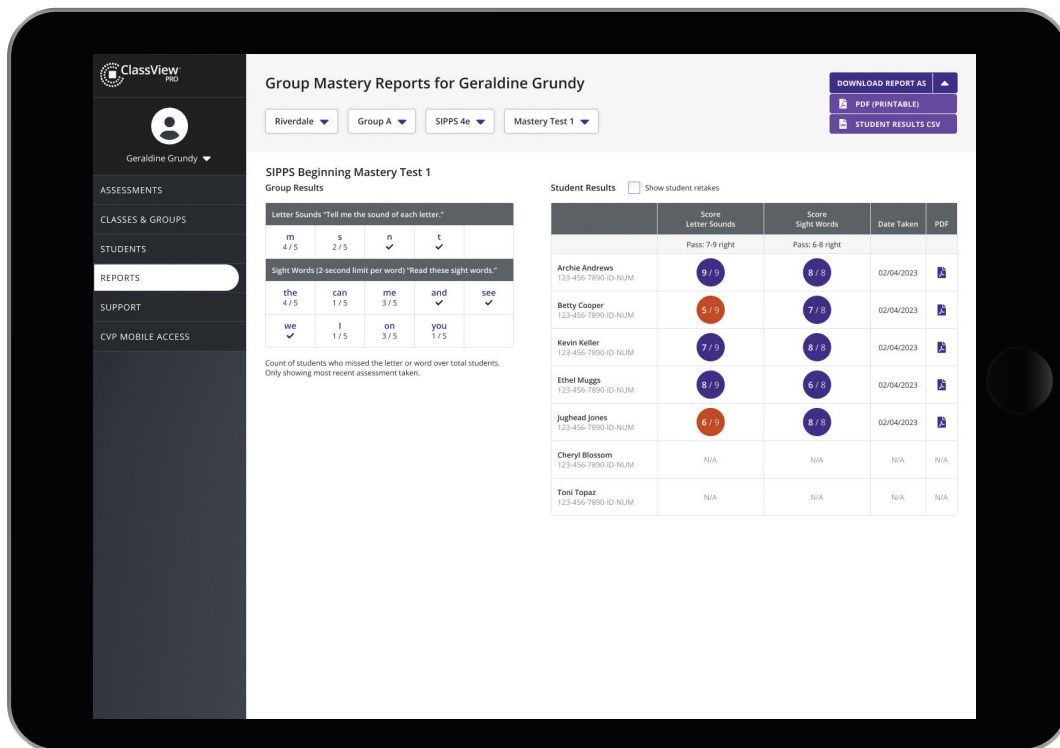 ClassView
PRO
Geraldine Grundy
ASSESSMENTS
CLASSES & GROUPS
STUDENTS
REPORTS
SUPPORT
CVP MOBILE ACCESS
Group Mastery Reports for Geraldine Grundy
Riverdale Group A SIPPS 4e Mastery Test 1
DOWNLOAD REPORT AS
PDF (PRINTABLE)
STUDENT RESULTS CSV
SIPPS Beginning Mastery Test 1
Group Results
Letter Sounds "Tell me the sound of each letter."
m s n t
4 / 5 2 / 5
Sight Words (2-second limit per word) "Read these sight words."
the can me and see
4 / 5 1 / 5 3 / 5
we I on you
1 / 5 3 / 5 1 / 5
Count of students who missed the letter or word over total students.
Only showing most recent assessment taken.
Student Results Show student retakes
Score Letter Sounds Score Sight Words Date Taken PDF
Pass: 7-9 right Pass: 6-8 right
Archie Andrews
123-456-7890-ID-NUM 9 / 9 8 / 8 02/04/2023
Betty Cooper
123-456-7890-ID-NUM 5 / 9 7 / 8 02/04/2023
Kevin Keller
123-456-7890-ID-NUM 7 / 9 8 / 8 02/04/2023
Ethel Muggs
123-456-7890-ID-NUM 8 / 9 6 / 8 02/04/2023
Jughead Jones
123-456-7890-ID-NUM 6 / 9 8 / 8 02/04/2023
Cheryl Blossom
123-456-7890-ID-NUM N/A N/A N/A N/A
Toni Topaz
123-456-7890-ID-NUM N/A N/A N/A N/A